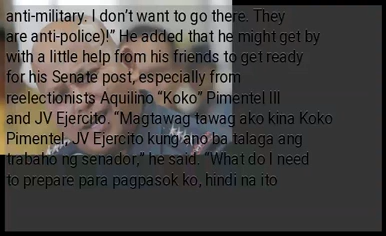 anti-military. I don't want to go there. They
are anti-police)!” He added that he might get by
with a little help from his friends to get ready
for his Senate post, especially from
reelectionists Aquilino “Koko” Pimentel III
and JV Ejercito. “Magtawag tawag ako kina Koko
Pimentel, JV Ejercito kung ano ba talaga ang
trabaho ng senador,” he said. “What do I need
to prepare para pagpasok ko, hindi na ito